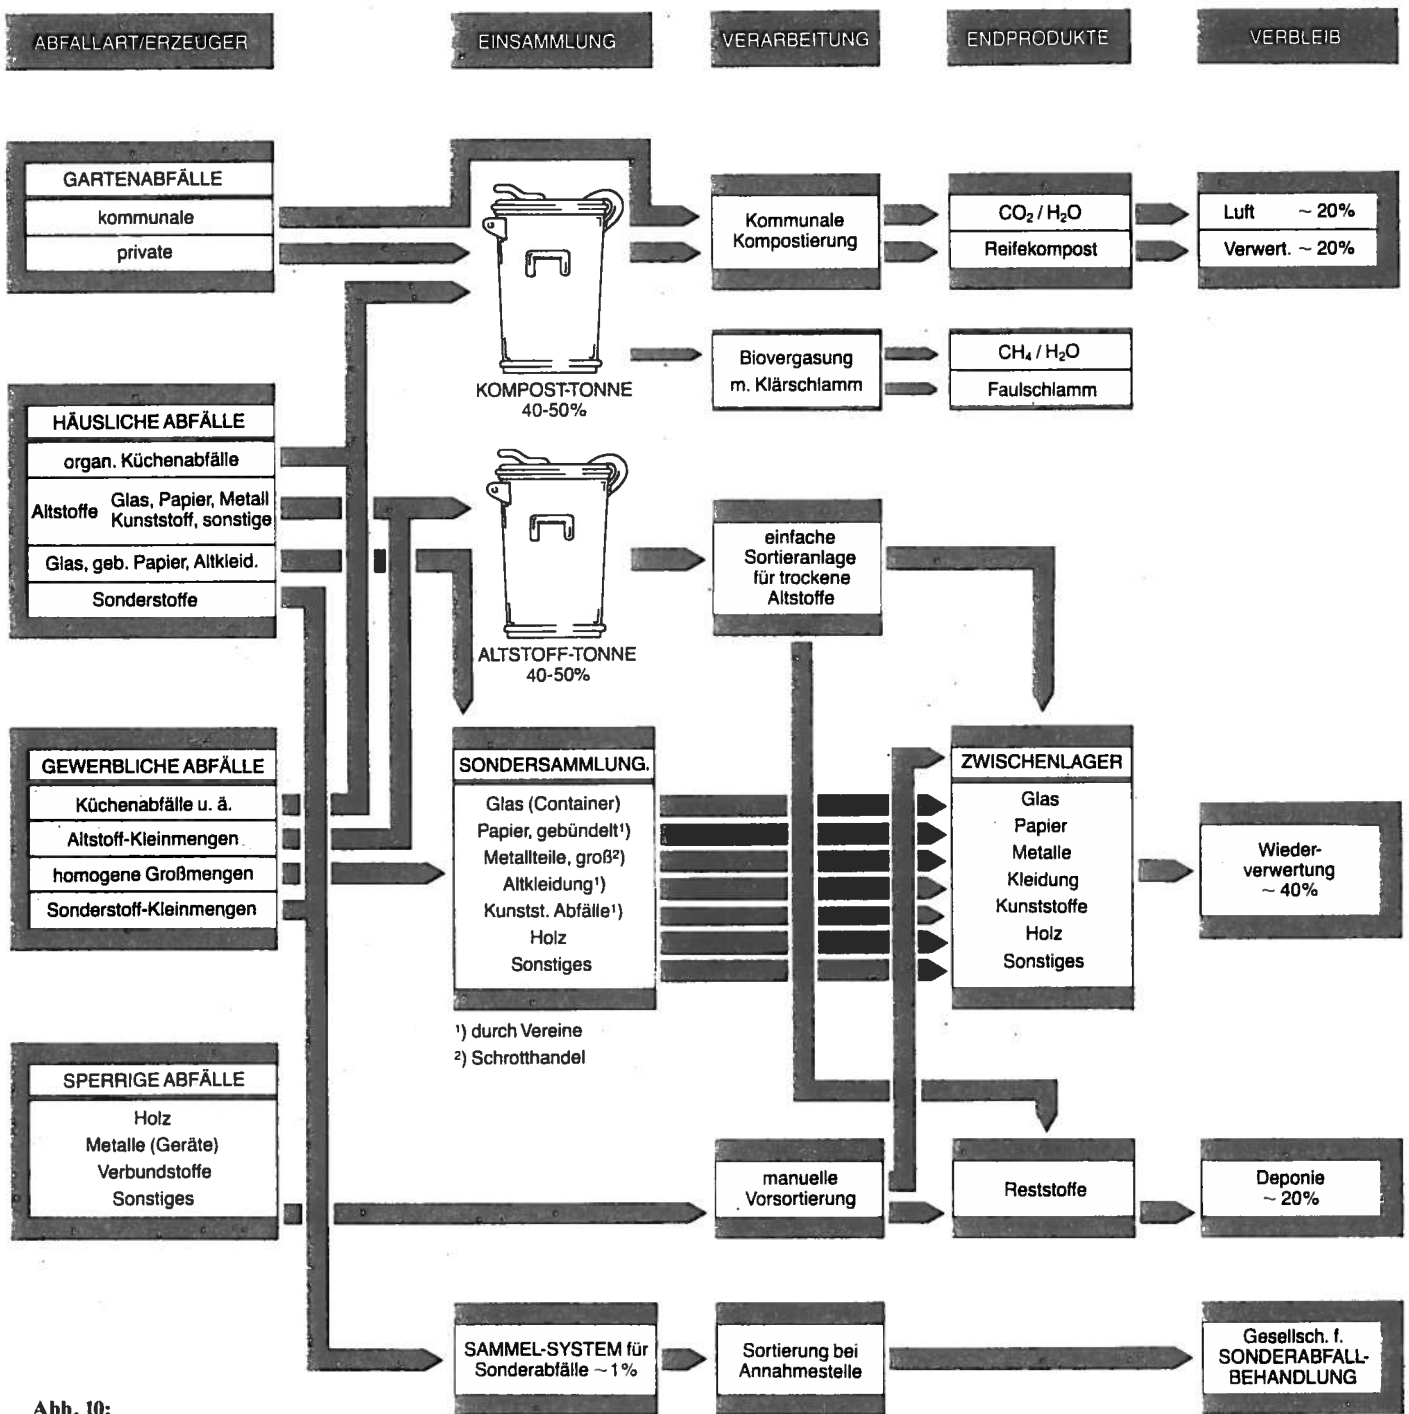 ABFALLART/ERZEUGER
EINSAMMLUNG
VERARBEITUNG
ENDPRODUKTE
VERBLEIB
GARTENABFÄLLE
kommunale
private
Kommunale
Kompostierung
CO₂ / H₂O
Reifekompost
Luft ~ 20%
Verwert. ~ 20%
KOMPOST-TONNE
40-50%
Biovergasung
m. Klärschlamm
CH₄ / H₂O
Faulschlamm
HÄUSLICHE ABFÄLLE
organ. Küchenabfälle
Altstoffe Glas, Papier, Metall
Kunststoff, sonstige
Glas, geb. Papier, Altkleid.
Sonderstoffe
ALTSTOFF-TONNE
40-50%
einfache
Sortieranlage
für trockene
Altstoffe
GEWERBLICHE ABFÄLLE
Küchenabfälle u. ä.
Altstoff-Kleinmengen
homogene Großmengen
Sonderstoff-Kleinmengen
SONDERSAMMLUNG.
Glas (Container)
Papier, gebündelt¹)
Metallteile, groß²)
Altkleidung¹)
Kunstst. Abfälle¹)
Holz
Sonstiges
¹) durch Vereine
²) Schrotthandel
ZWISCHENLAGER
Glas
Papier
Metalle
Kleidung
Kunststoffe
Holz
Sonstiges
Wieder-
verwertung
~ 40%
SPERRIGE ABFÄLLE
Holz
Metalle (Geräte)
Verbundstoffe
Sonstiges
manuelle
Vorsortierung
Reststoffe
Deponie
~ 20%
SAMMEL-SYSTEM für
Sonderabfälle ~ 1%
Sortierung bei
Annahmestelle
Gesellsch. f.
SONDERABFALL-
BEHANDLUNG
Abb. 10: